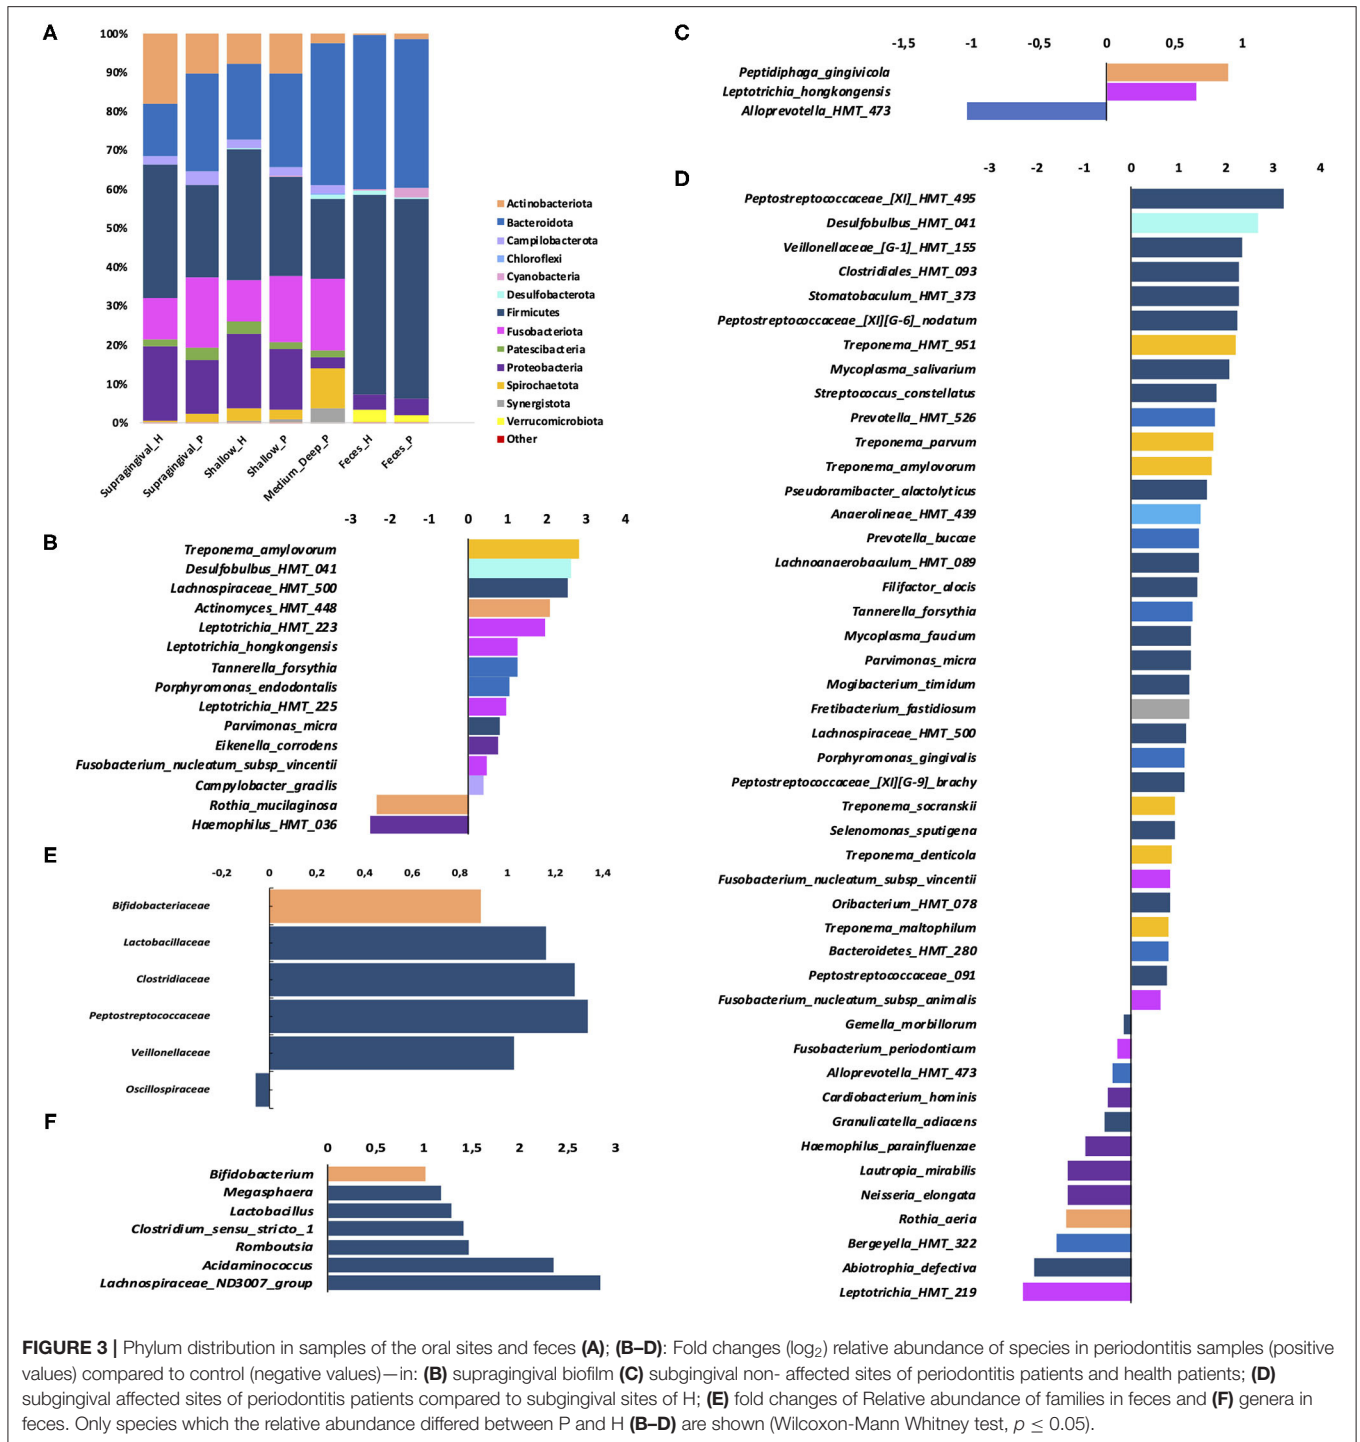 A
100%
90%
80%
70%
60%
50%
40%
30%
20%
10%
0%
Supragingival_H
Supragingival_P
Shallow_H
Shallow_P
Medium_Deep_P
Feces_H
Feces_P
Actinobacteriota
Bacteroidota
Campilobacterota
Chloroflexi
Cyanobacteria
Desulfobacterota
Firmicutes
Fusobacteriota
Patescibacteria
Proteobacteria
Spirochaetota
Synergistota
Verrucomicrobiota
Other
B
-3 -2 -1 0 1 2 3 4
Treponema_amylovorum
Desulfobulbus_HMT_041
Lachnospiraceae_HMT_500
Actinomyces_HMT_448
Leptotrichia_HMT_223
Leptotrichia_hongkongensis
Tannerella_forsythia
Porphyromonas_endodontalis
Leptotrichia_HMT_225
Parvimonas_micra
Eikenella_corrodens
Fusobacterium_nucleatum_subsp_vincentii
Campylobacter_gracilis
Rothia_mucilaginosa
Haemophilus_HMT_036
E
-0,2 0 0,2 0,4 0,6 0,8 1 1,2 1,4
Bifidobacteriaceae
Lactobacillaceae
Clostridiaceae
Peptostreptococcaceae
Veillonellaceae
Oscillospiraceae
F
0 0,5 1 1,5 2 2,5 3
Bifidobacterium
Megasphaera
Lactobacillus
Clostridium_sensu_stricto_1
Romboutsia
Acidaminococcus
Lachnospiraceae_ND3007_group
C
-1,5 -1 -0,5 0 0,5 1
Peptidiphaga_gingivicola
Leptotrichia_hongkongensis
Alloprevotella_HMT_473
D
-3 -2 -1 0 1 2 3 4
Peptostreptococcaceae_[XI]_HMT_495
Desulfobulbus_HMT_041
Veillonellaceae_[G-1]_HMT_155
Clostridiales_HMT_093
Stomatobaculum_HMT_373
Peptostreptococcaceae_[XI][G-6]_nodatum
Treponema_HMT_951
Mycoplasma_salivarium
Streptococcus_constellatus
Prevotella_HMT_526
Treponema_parvum
Treponema_amylovorum
Pseudoramibacter_alactolyticus
Anaerolineae_HMT_439
Prevotella_buccae
Lachnoanaerobaculum_HMT_089
Filifactor_alocis
Tannerella_forsythia
Mycoplasma_faucium
Parvimonas_micra
Mogibacterium_timidum
Fretibacterium_fastidiosum
Lachnospiraceae_HMT_500
Porphyromonas_gingivalis
Peptostreptococcaceae_[XI][G-9]_brachy
Treponema_socranskii
Selenomonas_sputigena
Treponema_denticola
Fusobacterium_nucleatum_subsp_vincentii
Oribacterium_HMT_078
Treponema_maltophilum
Bacteroidetes_HMT_280
Peptostreptococcaceae_091
Fusobacterium_nucleatum_subsp_animalis
Gemella_morbillorum
Fusobacterium_periodonticum
Alloprevotella_HMT_473
Cardiobacterium_hominis
Granulicatella_adiacens
Haemophilus_parainfluenzae
Lautropia_mirabilis
Neisseria_elongata
Rothia_aeria
Bergeyella_HMT_322
Abiotrophia_defectiva
Leptotrichia_HMT_219
FIGURE 3 | Phylum distribution in samples of the oral sites and feces (A); (B–D): Fold changes (log₂) relative abundance of species in periodontitis samples (positive
values) compared to control (negative values)—in: (B) supragingival biofilm (C) subgingival non- affected sites of periodontitis patients and health patients; (D)
subgingival affected sites of periodontitis patients compared to subgingival sites of H; (E) fold changes of Relative abundance of families in feces and (F) genera in
feces. Only species which the relative abundance differed between P and H (B–D) are shown (Wilcoxon-Mann Whitney test, p ≤ 0.05).